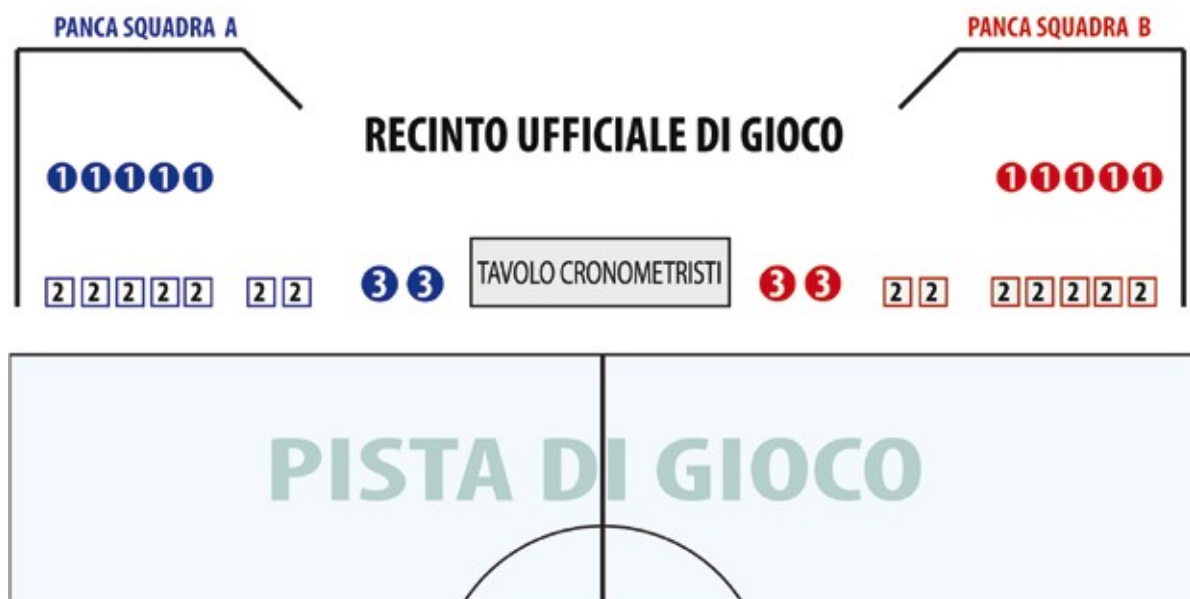 PANCA SQUADRA A
PANCA SQUADRA B
RECINTO UFFICIALE DI GIOCO
1 1 1 1 1
1 1 1 1 1
2 2 2 2 2 2 2
3 3
TAVOLO CRONOMETRISTI
3 3
2 2 2 2 2 2 2
PISTA DI GIOCO